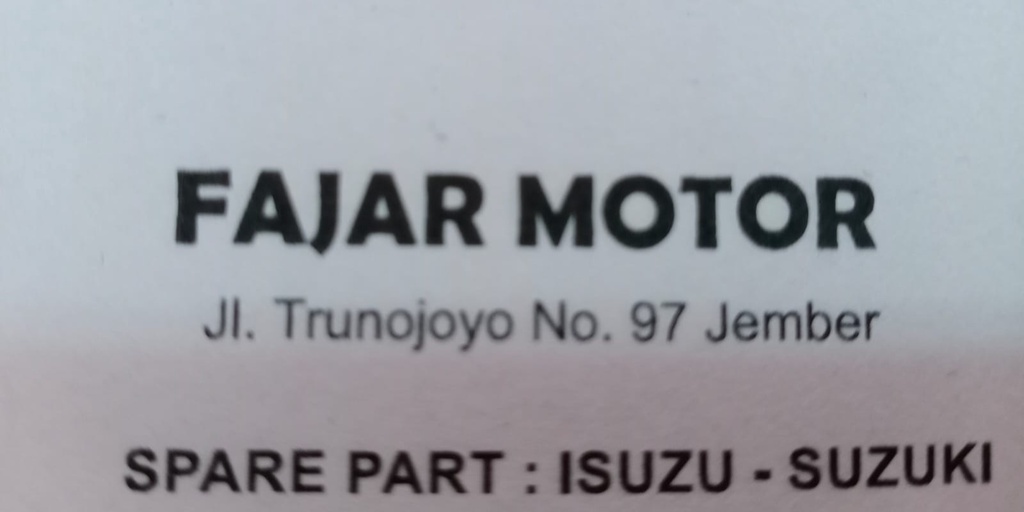 FAJAR MOTOR
Jl. Trunojoyo No. 97 Jember
SPARE PART : ISUZU - SUZUKI